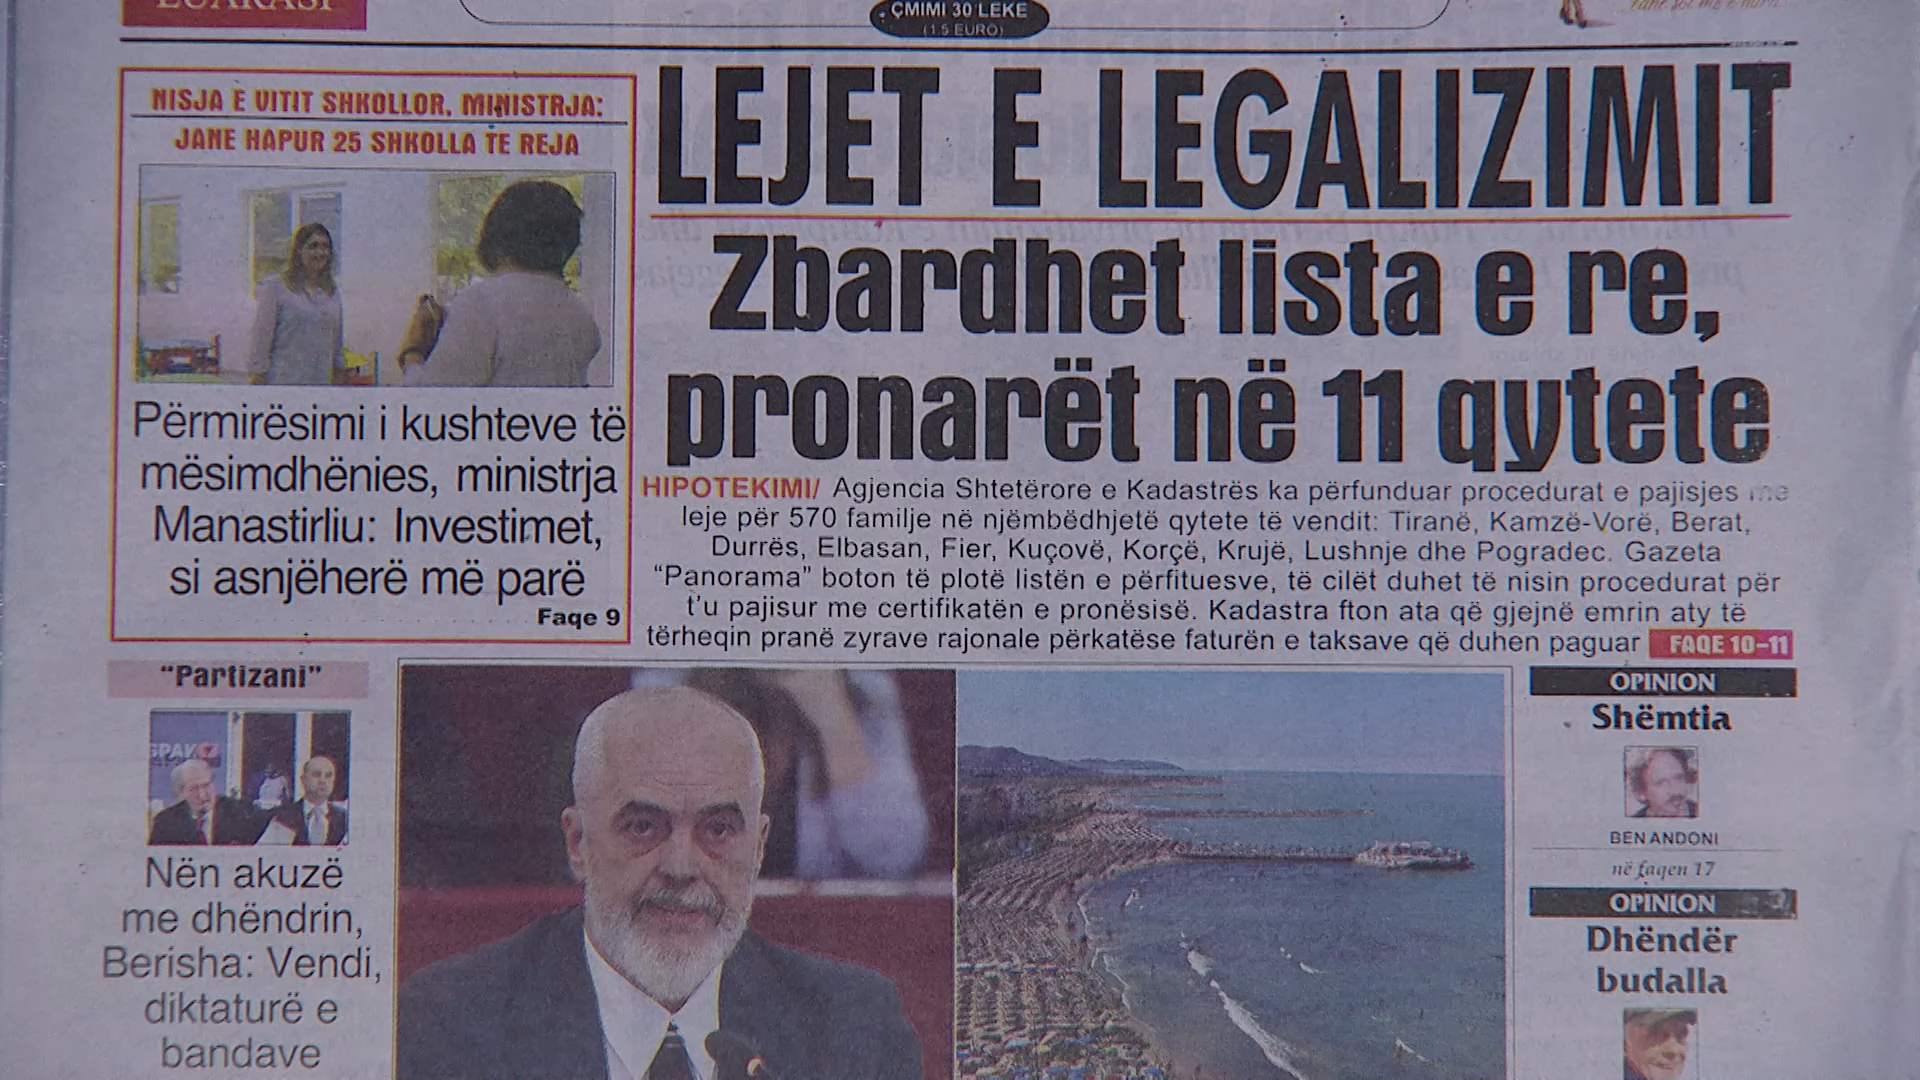 ÇMIMI 30 LEKE
(1 5 EURO)
NISJA E VITIT SHKOLLOR, MINISTRJA:
JANE HAPUR 25 SHKOLLA TE REJA
Përmirësimi i kushteve të
mësimdhënies, ministrja
Manastirliu: Investimet,
si asnjëherë më parë
Faqe 9
LEJET E LEGALIZIMIT
Zbardhet lista e re,
pronarët në 11 qytete
HIPOTEKIMI/ Agjencia Shtetërore e Kadastrës ka përfunduar procedurat e pajisjes me
leje për 570 familje në njëmbëdhjetë qytete të vendit: Tiranë, Kamzë-Vorë, Berat,
Durrës, Elbasan, Fier, Kuçovë, Korçë, Krujë, Lushnje dhe Pogradec. Gazeta
“Panorama” boton të plotë listën e përfituesve, të cilët duhet të nisin procedurat për
t’u pajisur me certifikatën e pronësisë. Kadastra fton ata që gjejnë emrin aty të
tërheqin pranë zyrave rajonale përkatëse faturën e taksave që duhen paguar FAQE 10-11
“Partizani”
SPAK
Nën akuzë
me dhëndrin,
Berisha: Vendi,
diktaturë e
bandave
OPINION
Shëmtia
BEN ANDONI
në faqen 17
OPINION
Dhëndër
budalla